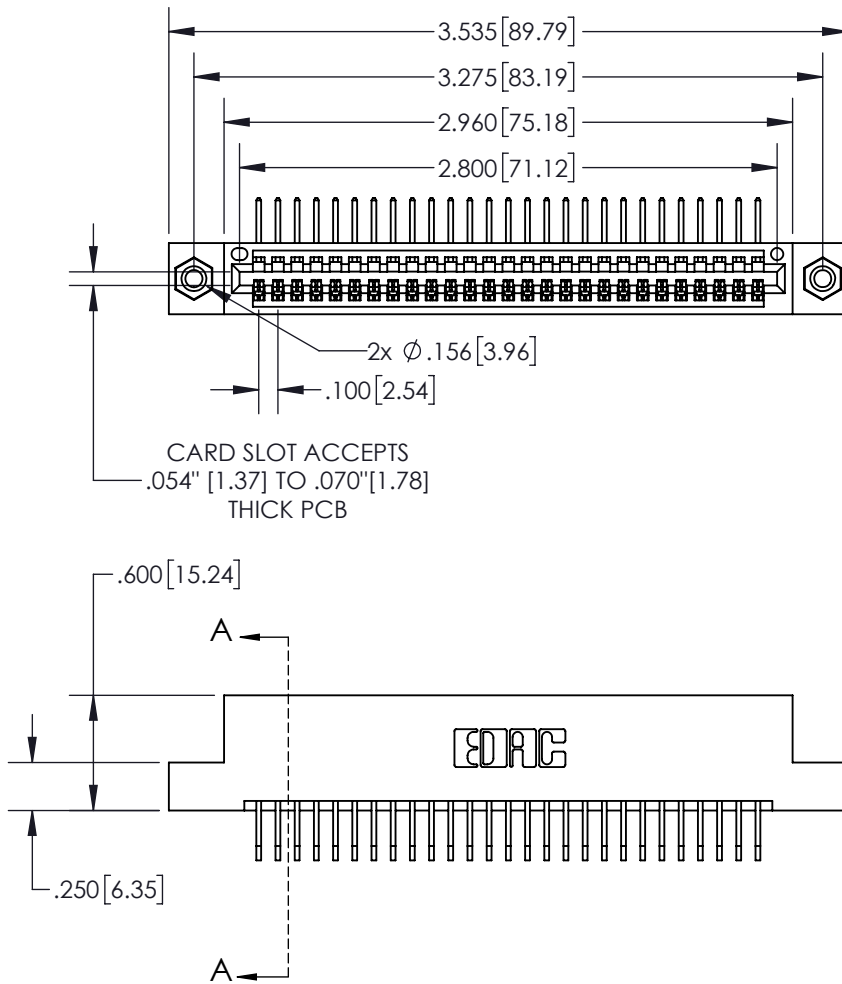 3.535[89.79]
3.275[83.19]
2.960[75.18]
2.800[71.12]
2x Ø.156[3.96]
.100[2.54]
CARD SLOT ACCEPTS
.054" [1.37] TO .070"[1.78]
THICK PCB
.600[15.24]
A
EDAC
.250[6.35]
A